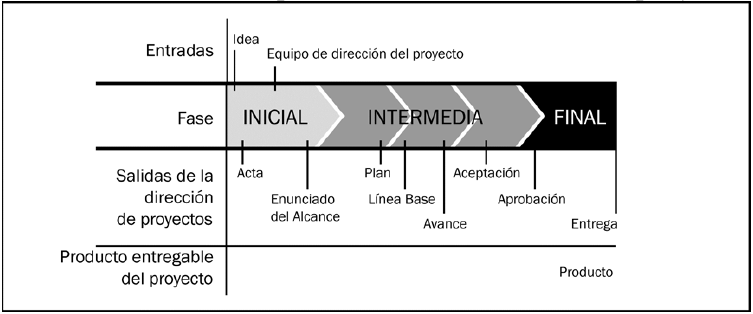 Entradas
Idea
Equipo de dirección del proyecto
Fase
INICIAL
INTERMEDIA
FINAL
Salidas de la
dirección
de proyectos
Acta
Enunciado
del Alcance
Plan
Línea Base
Avance
Aceptación
Aprobación
Entrega
Producto entregable
del proyecto
Producto